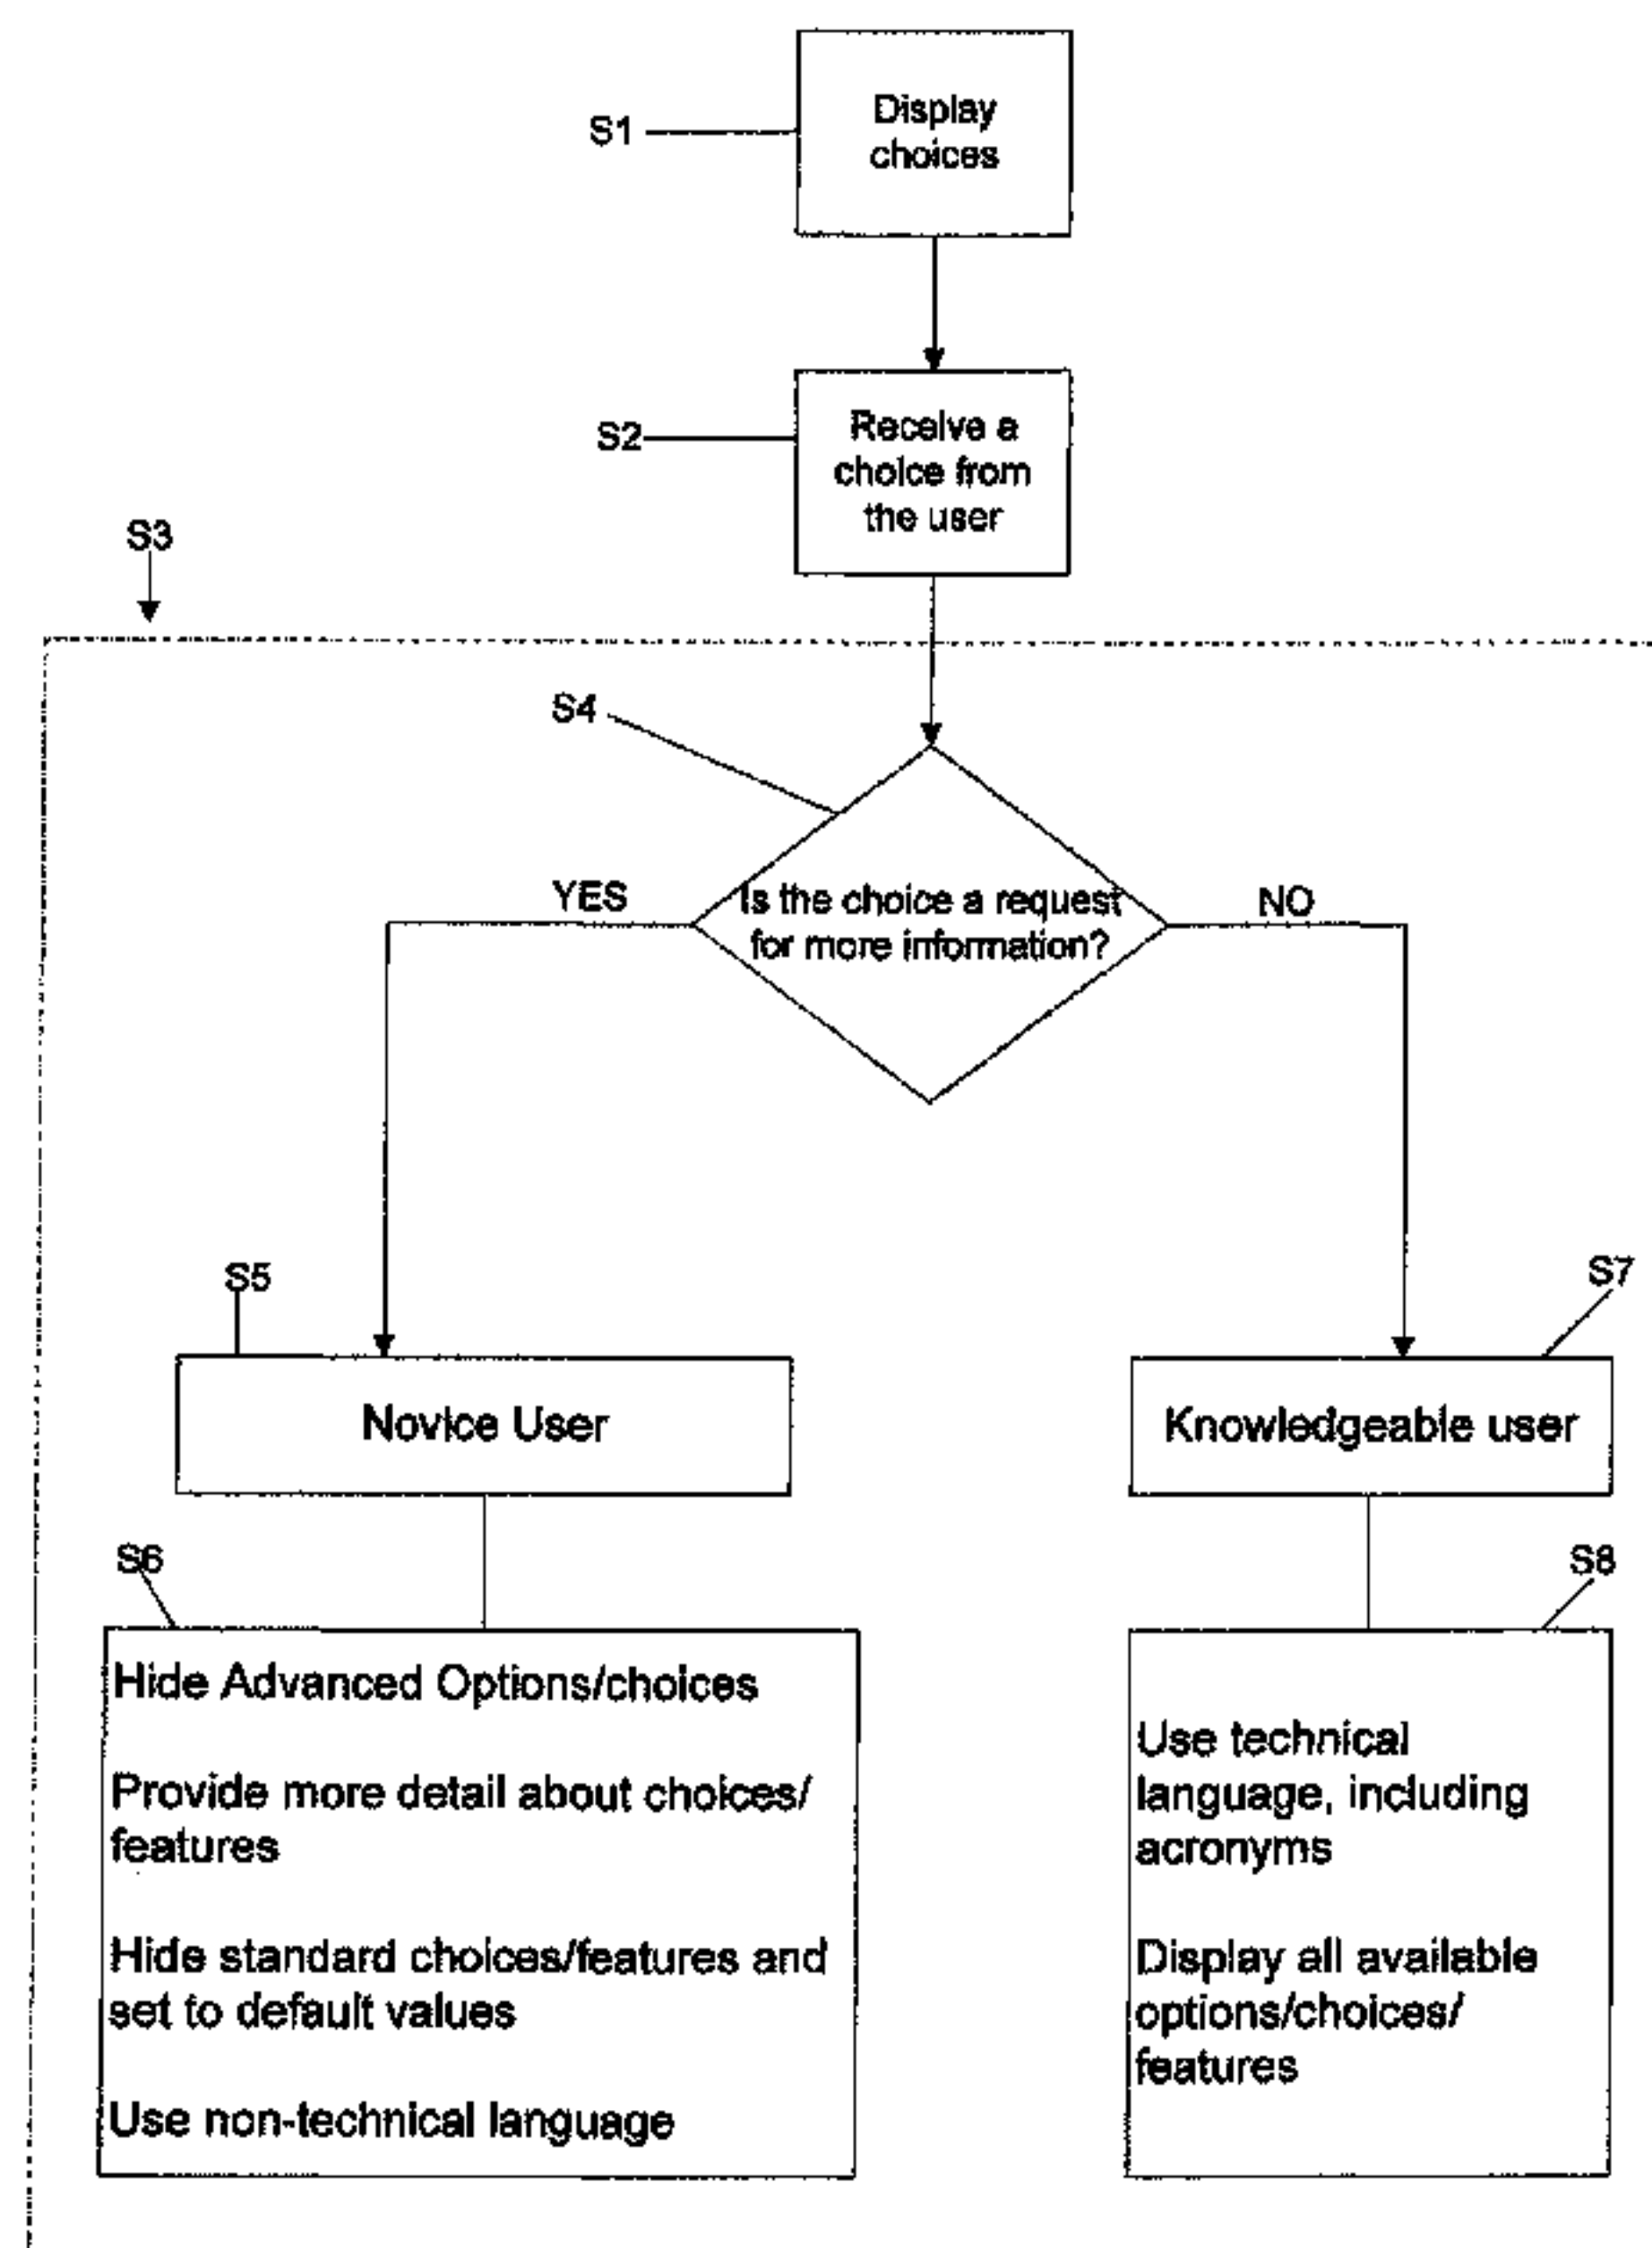 S1
Display
choices
S2
Receive a
choice from
the user
S3
S4
YES
Is the choice a request
for more information?
NO
S5
S7
Novice User
Knowledgeable user
S6
S8
Hide Advanced Options/choices
Provide more detail about choices/
features
Hide standard choices/features and
set to default values
Use non-technical language
Use technical
language, including
acronyms
Display all available
options/choices/
features